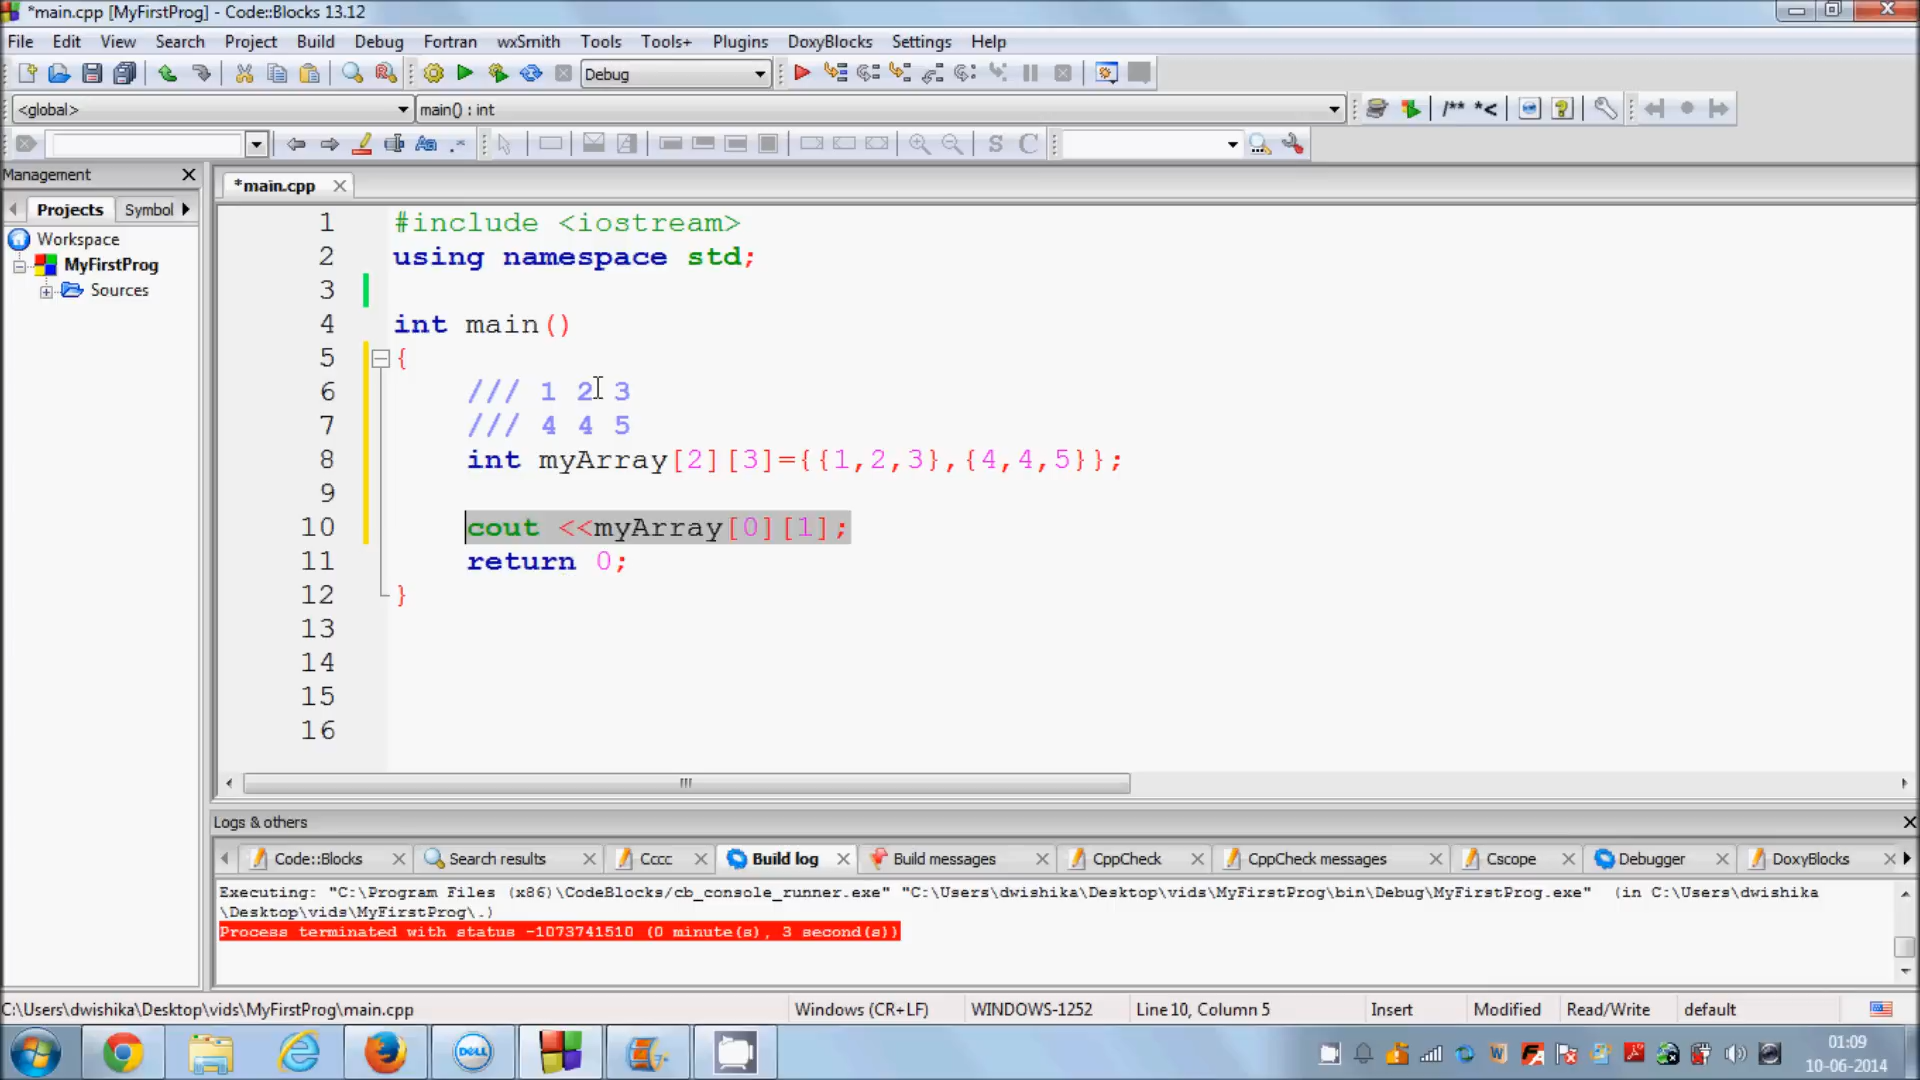 *main.cpp [MyFirstProg] - Code::Blocks 13.12
File Edit View Search Project Build Debug Fortran wxSmith Tools Tools+ Plugins DoxyBlocks Settings Help
Debug
<global> main() : int /** *<
.* S C
Management *main.cpp
Projects Symbol
Workspace
MyFirstProg
Sources
1 #include <iostream>
2 using namespace std;
3
4 int main()
5 {
6 /// 1 2 3
7 /// 4 4 5
8 int myArray[2][3]={{1,2,3},{4,4,5}};
9
10 cout <<myArray[0][1];
11 return 0;
12 }
13
14
15
16
Logs & others
Code::Blocks Search results Cccc Build log Build messages CppCheck CppCheck messages Cscope Debugger DoxyBlocks
Executing: "C:\Program Files (x86)\CodeBlocks/cb_console_runner.exe" "C:\Users\dwishika\Desktop\vids\MyFirstProg\bin\Debug\MyFirstProg.exe" (in C:\Users\dwishika
\Desktop\vids\MyFirstProg\.)
Process terminated with status -1073741510 (0 minute(s), 3 second(s))
C:\Users\dwishika\Desktop\vids\MyFirstProg\main.cpp Windows (CR+LF) WINDOWS-1252 Line 10, Column 5 Insert Modified Read/Write default
DELL
01:09
10-06-2014